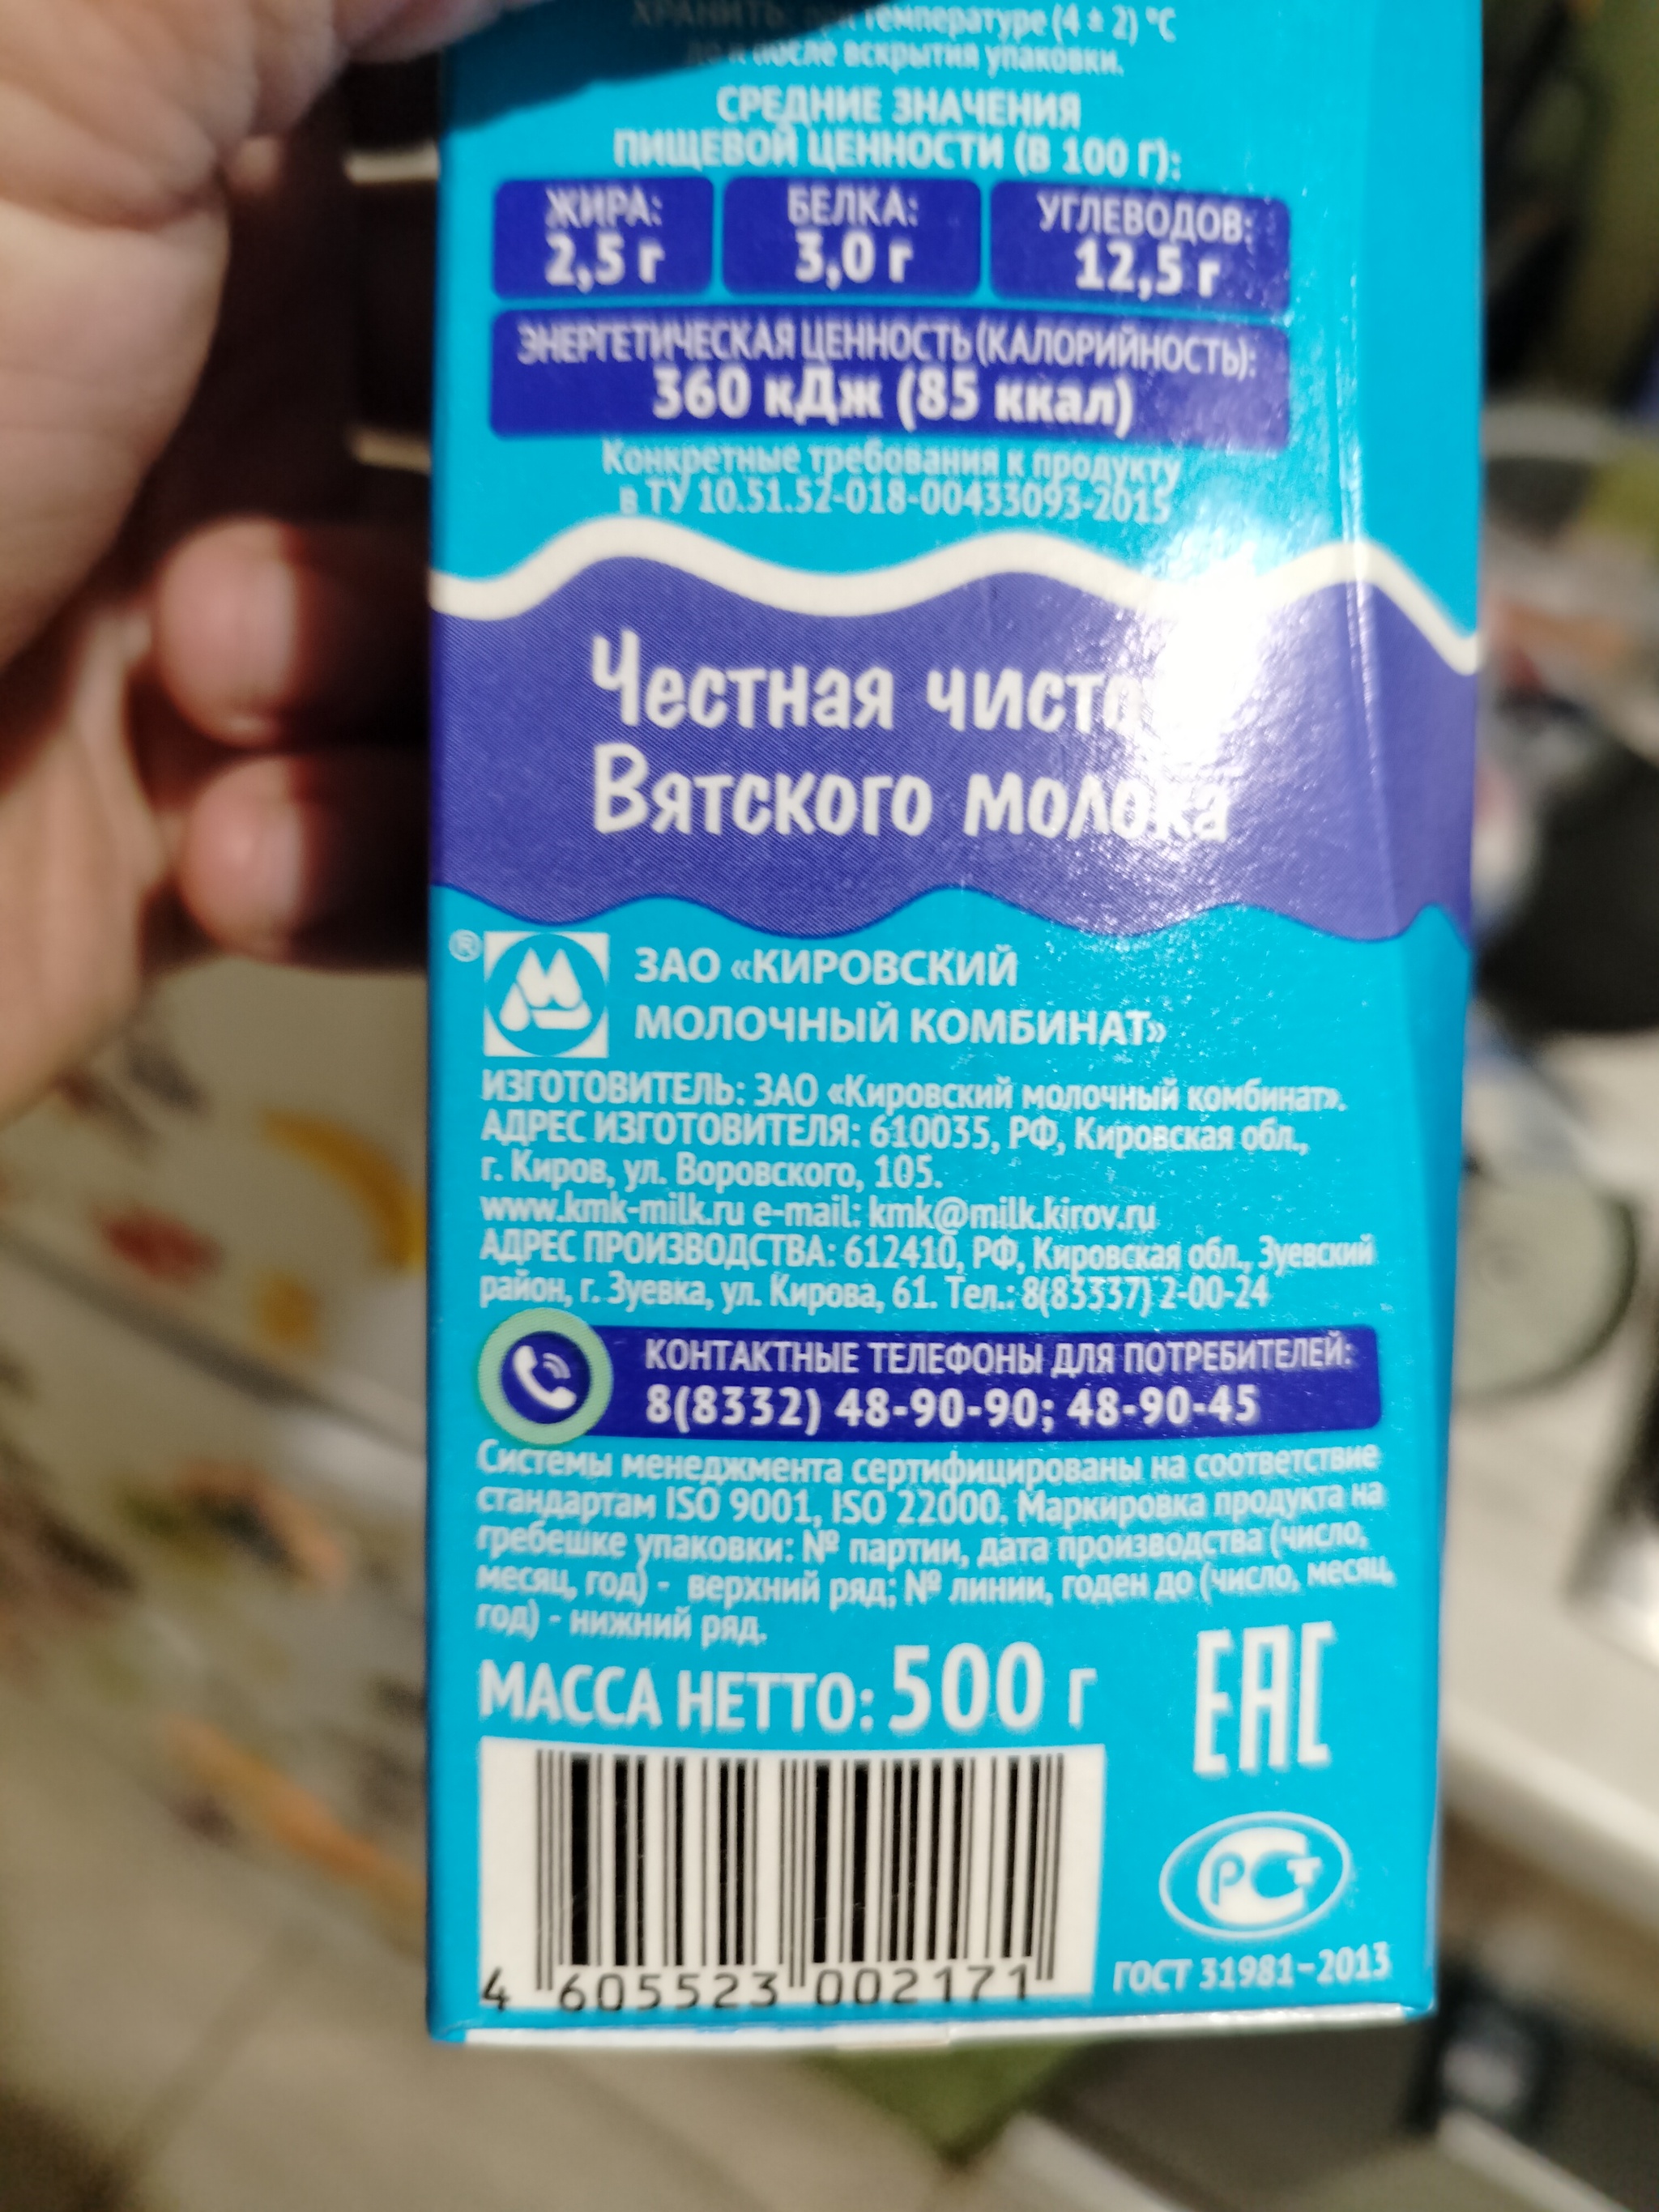 ХРАНИТЬ: при температуре (4 ± 2) °С
до и после вскрытия упаковки.
СРЕДНИЕ ЗНАЧЕНИЯ
ПИЩЕВОЙ ЦЕННОСТИ (В 100 Г):
ЖИРА: БЕЛКА: УГЛЕВОДОВ:
2,5 г 3,0 г 12,5 г
ЭНЕРГЕТИЧЕСКАЯ ЦЕННОСТЬ (КАЛОРИЙНОСТЬ):
360 кДж (85 ккал)
Конкретные требования к продукту
в ТУ 10.51.52-018-00433093-2015
Честная
Вятского молока
®
ЗАО «КИРОВСКИЙ
МОЛОЧНЫЙ КОМБИНАТ»
ИЗГОТОВИТЕЛЬ: ЗАО «Кировский молочный комбинат».
АДРЕС ИЗГОТОВИТЕЛЯ: 610035, РФ, Кировская обл.,
г. Киров, ул. Воровского, 105.
www.kmk-milk.ru e-mail: kmk@milk.kirov.ru
АДРЕС ПРОИЗВОДСТВА: 612410, РФ, Кировская обл., Зуевский
район, г. Зуевка, ул. Кирова, 61. Тел.: 8(83337) 2-00-24
КОНТАКТНЫЕ ТЕЛЕФОНЫ ДЛЯ ПОТРЕБИТЕЛЕЙ:
8(8332) 48-90-90; 48-90-45
Системы менеджмента сертифицированы на соответствие
стандартам ISO 9001, ISO 22000. Маркировка продукта на
гребешке упаковки: № партии, дата производства (число,
месяц, год) - верхний ряд; № линии, годен до (число, месяц,
год) - нижний ряд.
МАССА НЕТТО: 500 г
EAC
РСТ
ГОСТ 31981-2013
4 605523 002171